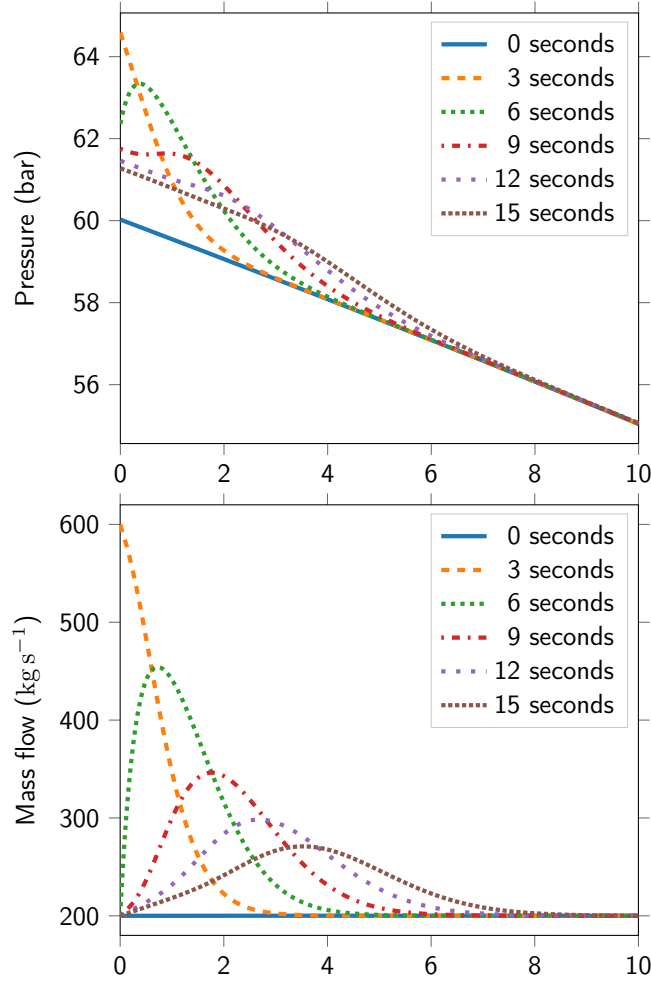 Pressure (bar)
64
62
60
58
56
0 2 4 6 8 10
0 seconds
3 seconds
6 seconds
9 seconds
12 seconds
15 seconds
Mass flow (kg s⁻¹)
600
500
400
300
200
0 2 4 6 8 10
0 seconds
3 seconds
6 seconds
9 seconds
12 seconds
15 seconds